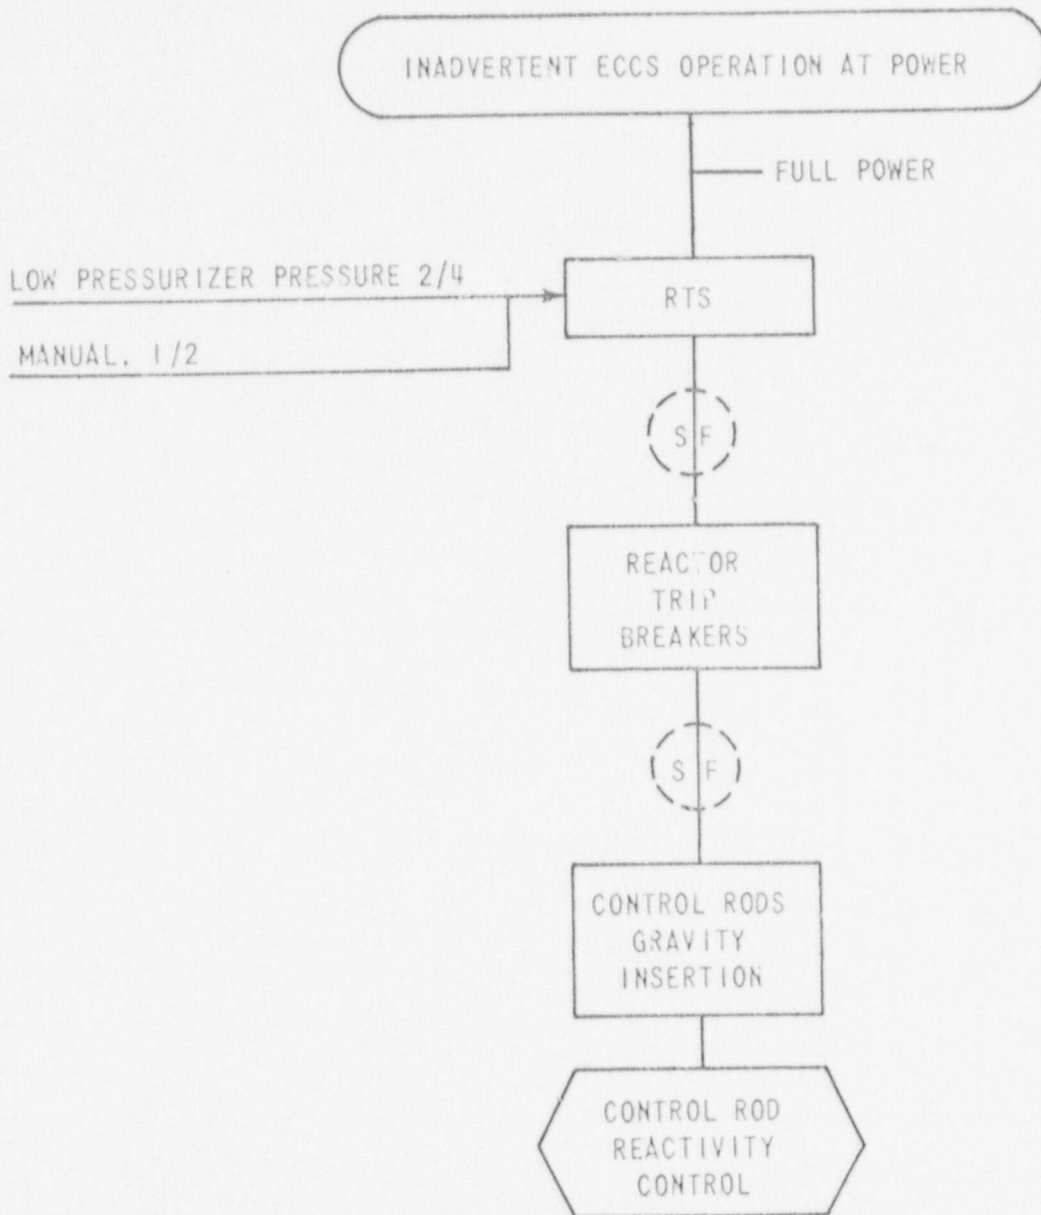 INADVERTENT ECCS OPERATION AT POWER
FULL POWER
LOW PRESSURIZER PRESSURE 2/4
RTS
MANUAL. 1/2
S F
REACTOR
TRIP
BREAKERS
S F
CONTROL RODS
GRAVITY
INSERTION
CONTROL ROD
REACTIVITY
CONTROL